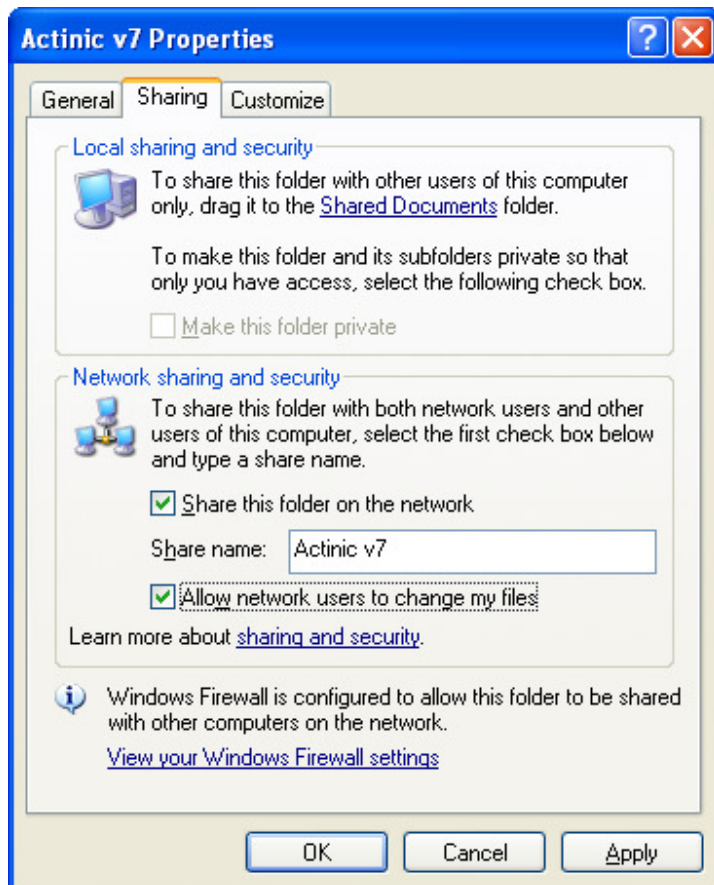 Actinic v7 Properties
General
Sharing
Customize
Local sharing and security
To share this folder with other users of this computer
only, drag it to the Shared Documents folder.
To make this folder and its subfolders private so that
only you have access, select the following check box.
Make this folder private
Network sharing and security
To share this folder with both network users and other
users of this computer, select the first check box below
and type a share name.
Share this folder on the network
Share name: Actinic v7
Allow network users to change my files
Learn more about sharing and security.
Windows Firewall is configured to allow this folder to be shared
with other computers on the network.
View your Windows Firewall settings
OK
Cancel
Apply